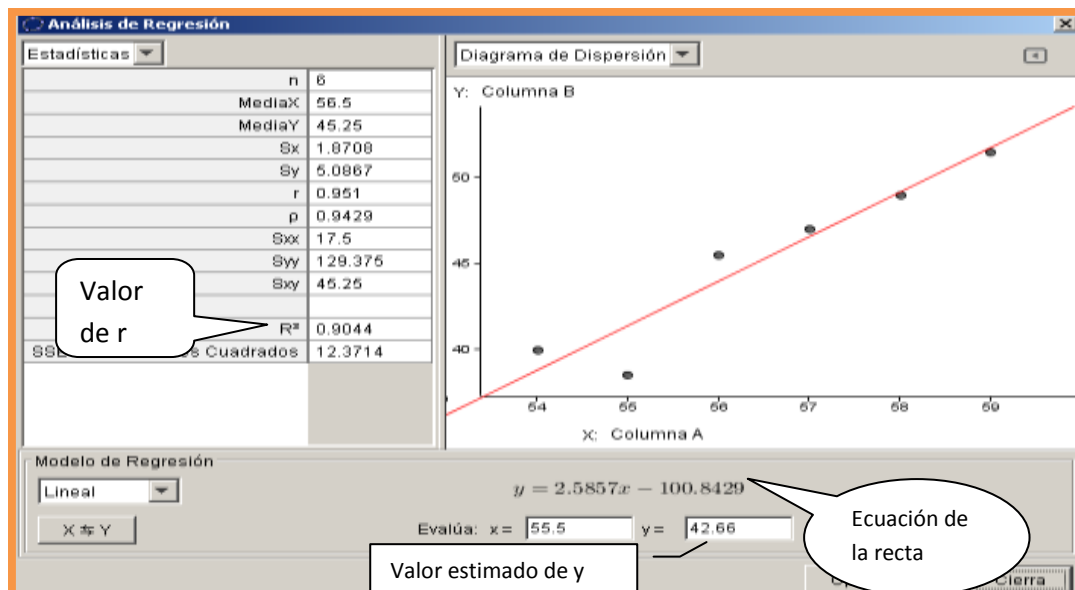 Análisis de Regresión
Estadísticas
n 6
MediaX 56.5
MediaY 45.25
Sx 1.8708
Sy 5.0867
r 0.951
ρ 0.9429
Sxx 17.5
Syy 129.375
Sxy 45.25
R² 0.9044
Cuadrados 12.3714
Valor
de r
Diagrama de Dispersión
Y: Columna B
50
45
40
54 55 56 57 58 59
X: Columna A
Modelo de Regresión
Lineal
y = 2.5857x − 100.8429
X ⇆ Y
Evalúa: x = 55.5 y = 42.66
Valor estimado de y
Ecuación de
la recta
Cierra